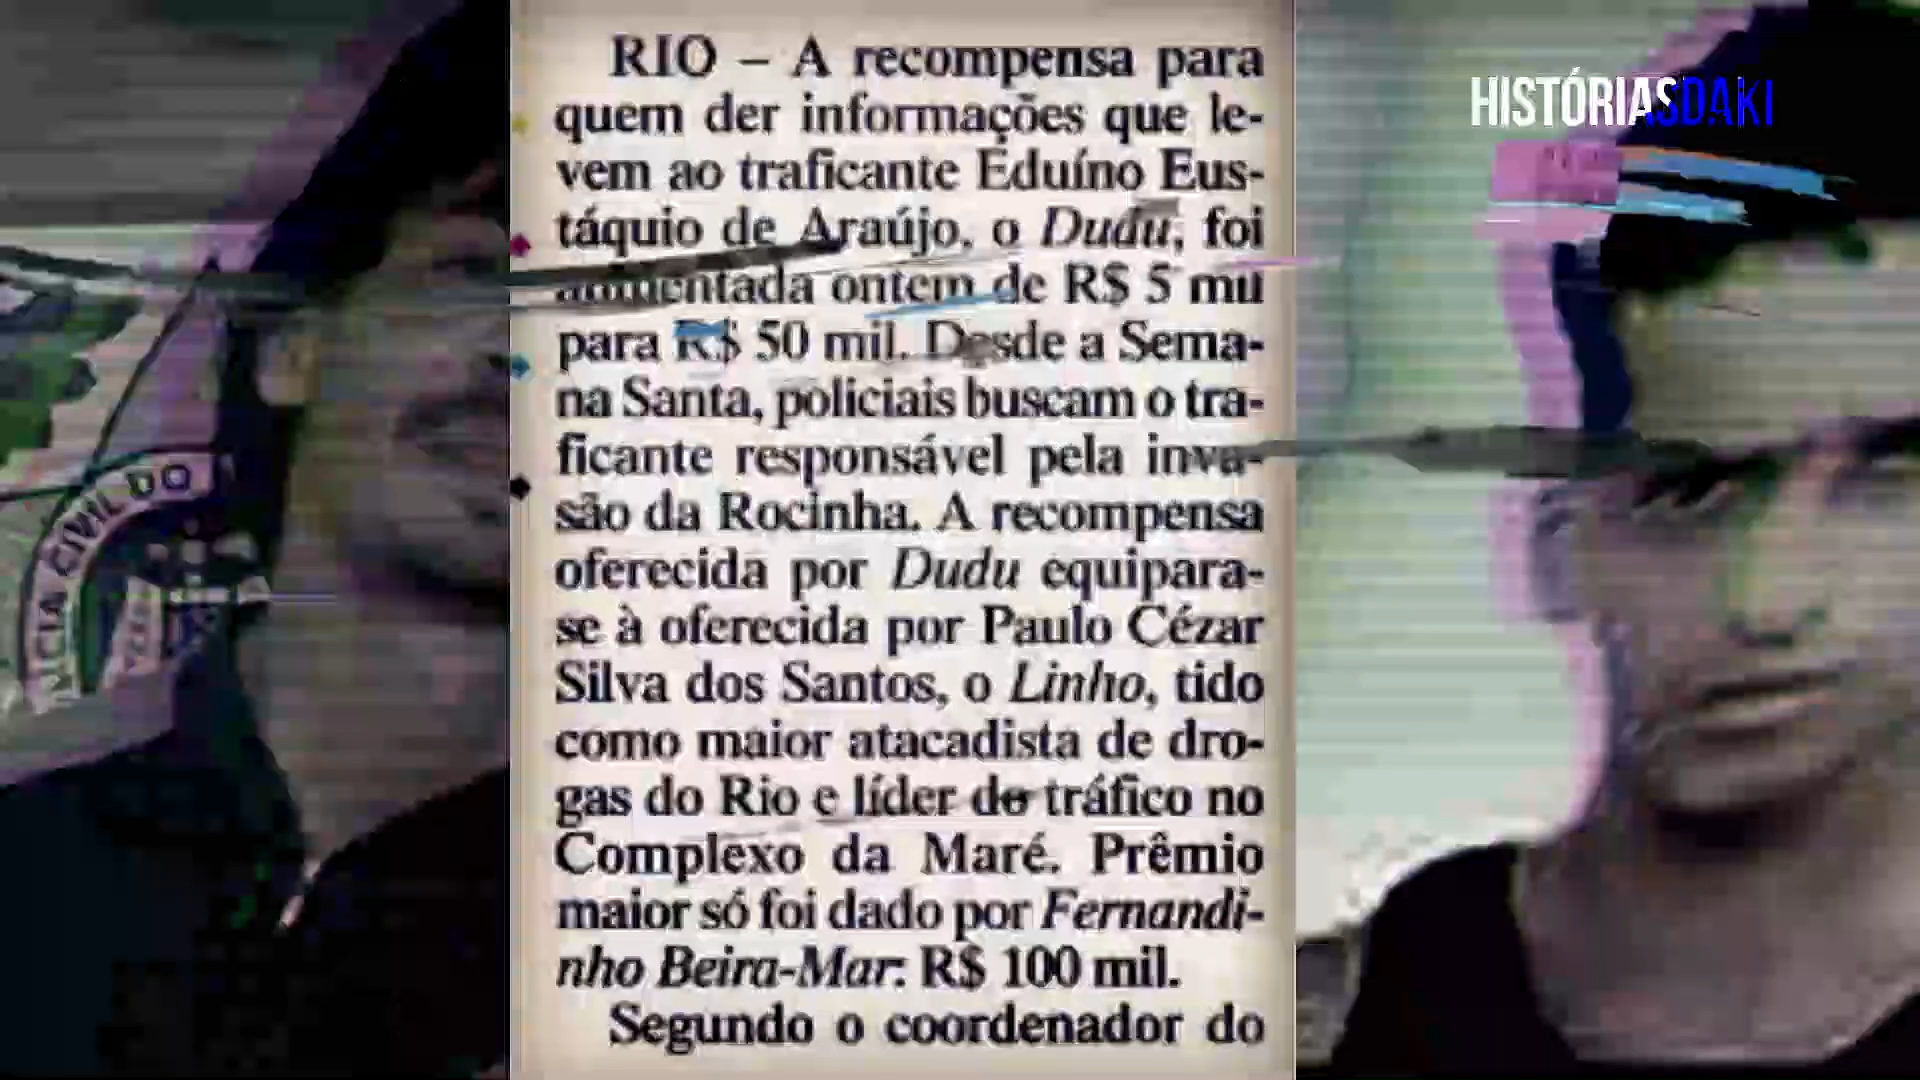 HISTÓRIASDAKI
RIO – A recompensa para
quem der informações que le-
vem ao traficante Eduíno Eus-
táquio de Araújo, o Dudu, foi
aumentada ontem de R$ 5 mil
para R$ 50 mil. Desde a Sema-
na Santa, policiais buscam o tra-
ficante responsável pela inva-
são da Rocinha. A recompensa
oferecida por Dudu equipara-
se à oferecida por Paulo Cézar
Silva dos Santos, o Linho, tido
como maior atacadista de dro-
gas do Rio e líder do tráfico no
Complexo da Maré. Prêmio
maior só foi dado por Fernandi-
nho Beira-Mar: R$ 100 mil.
Segundo o coordenador do
NCIA CIVIL DO